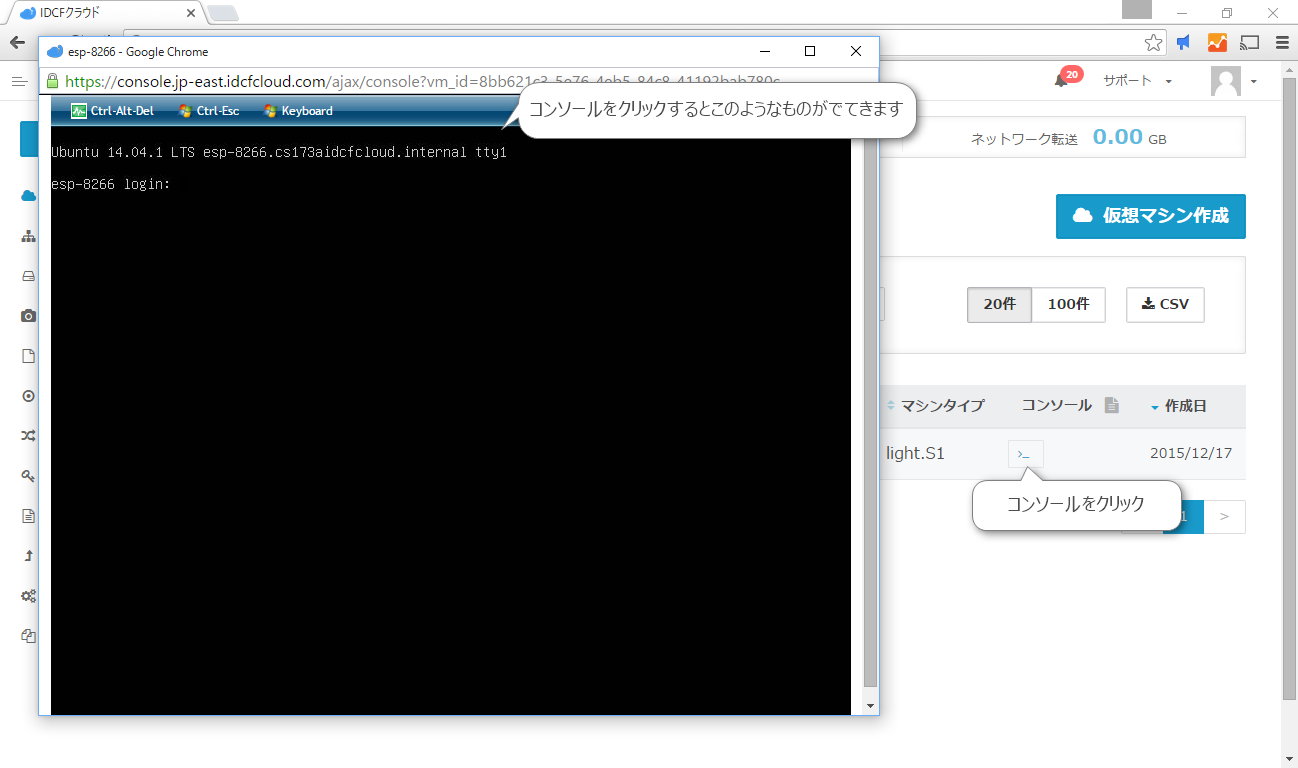 IDCFクラウド
esp-8266 - Google Chrome
https://console.jp-east.idcfcloud.com/ajax/console?vm_id=8bb621c3-5e76-4eb5-84c8-41193bab780c
20
サポート
Ctrl-Alt-Del
Ctrl-Esc
Keyboard
コンソールをクリックするとこのようなものがでてきます
ネットワーク転送 0.00 GB
Ubuntu 14.04.1 LTS esp-8266.cs173aidcfcloud.internal tty1
esp-8266 login:
仮想マシン作成
20件
100件
CSV
マシンタイプ
コンソール
作成日
light.S1
>_
2015/12/17
コンソールをクリック
1
>